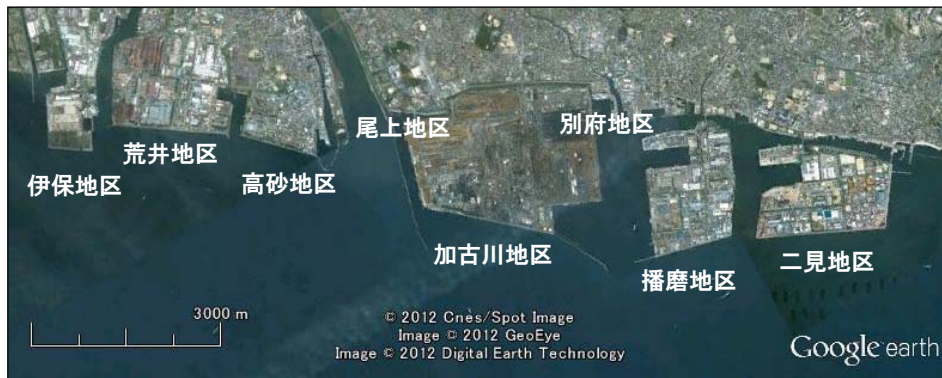 尾上地区
別府地区
荒井地区
伊保地区
高砂地区
加古川地区
播磨地区
二見地区
3000 m
© 2012 Cnes/Spot Image
Image © 2012 GeoEye
Image © 2012 Digital Earth Technology
Google earth